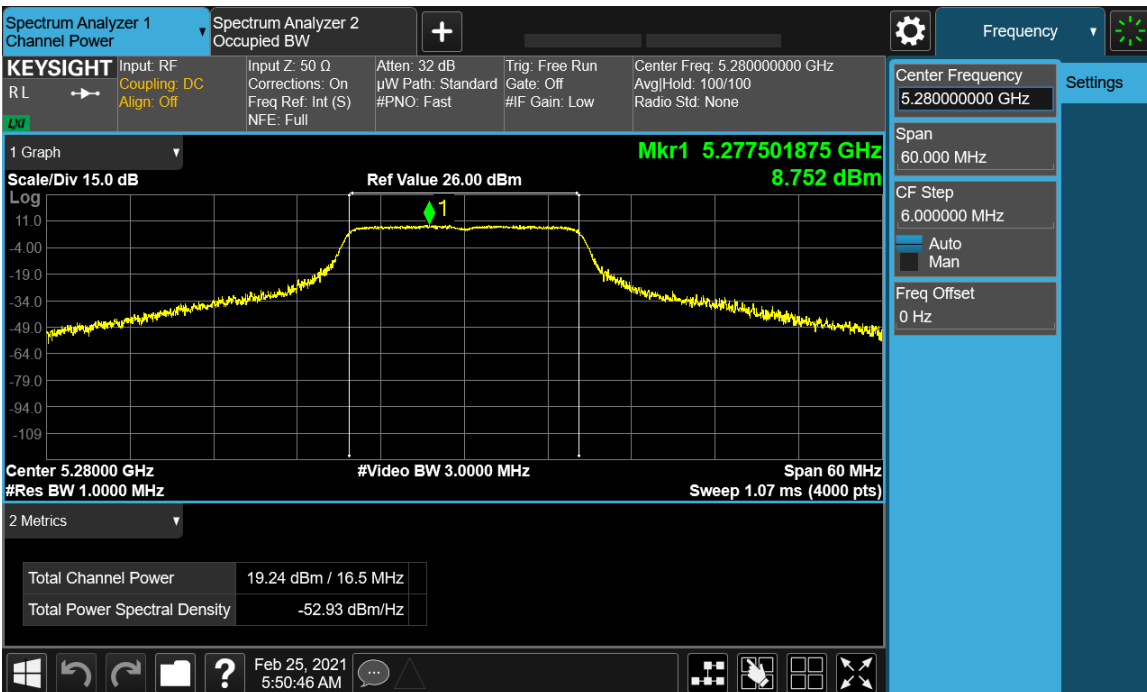 Spectrum Analyzer 1
Channel Power
Spectrum Analyzer 2
Occupied BW
Frequency
KEYSIGHT
RL
LXI
Input: RF
Coupling: DC
Align: Off
Input Z: 50 Ω
Corrections: On
Freq Ref: Int (S)
NFE: Full
Atten: 32 dB
µW Path: Standard
#PNO: Fast
Trig: Free Run
Gate: Off
#IF Gain: Low
Center Freq: 5.280000000 GHz
Avg|Hold: 100/100
Radio Std: None
Center Frequency
5.280000000 GHz
Settings
Span
60.000 MHz
CF Step
6.000000 MHz
Auto
Man
Freq Offset
0 Hz
1 Graph
Mkr1 5.277501875 GHz
8.752 dBm
Scale/Div 15.0 dB
Ref Value 26.00 dBm
Log
1
11.0
-4.00
-19.0
-34.0
-49.0
-64.0
-79.0
-94.0
-109
Center 5.28000 GHz
#Video BW 3.0000 MHz
Span 60 MHz
#Res BW 1.0000 MHz
Sweep 1.07 ms (4000 pts)
2 Metrics
Total Channel Power 19.24 dBm / 16.5 MHz
Total Power Spectral Density -52.93 dBm/Hz
?
Feb 25, 2021
5:50:46 AM